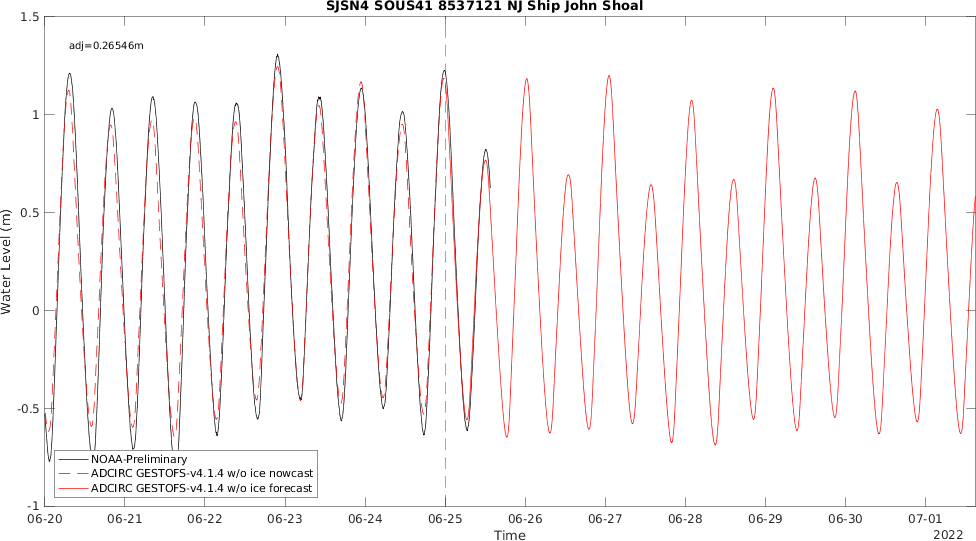 SJSN4 SOUS41 8537121 NJ Ship John Shoal
adj=0.26546m
1.5
1
0.5
0
-0.5
-1
Water Level (m)
NOAA-Preliminary
ADCIRC GESTOFS-v4.1.4 w/o ice nowcast
ADCIRC GESTOFS-v4.1.4 w/o ice forecast
06-20 06-21 06-22 06-23 06-24 06-25 06-26 06-27 06-28 06-29 06-30 07-01
Time
2022